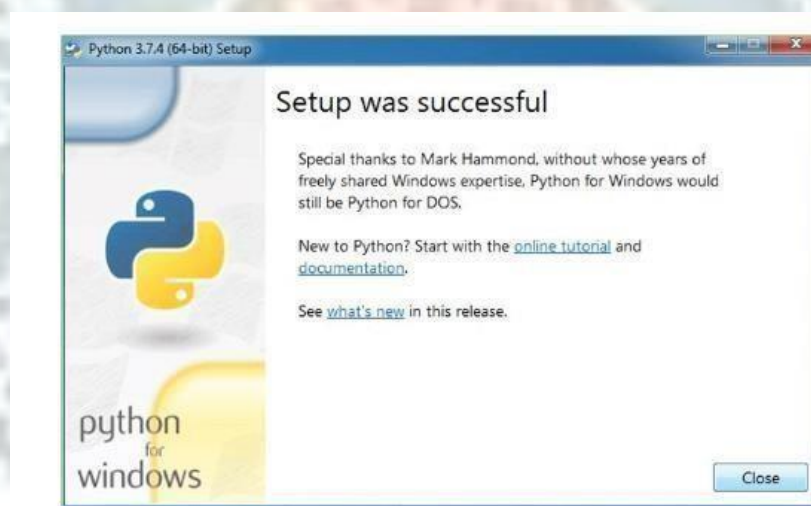 Python 3.7.4 (64-bit) Setup
Setup was successful
Special thanks to Mark Hammond, without whose years of
freely shared Windows expertise, Python for Windows would
still be Python for DOS.
New to Python? Start with the online tutorial and
documentation.
See what's new in this release.
python
for
windows
Close